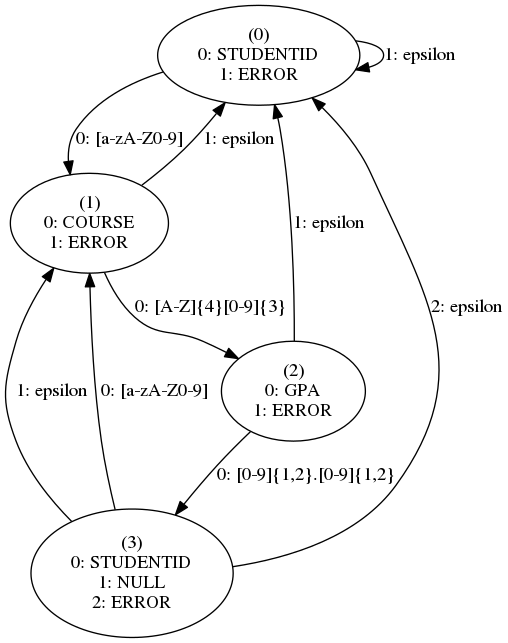 (0)
0: STUDENTID
1: ERROR
1: epsilon
0: [a-zA-Z0-9]
1: epsilon
(1)
0: COURSE
1: ERROR
1: epsilon
0: [A-Z]{4}[0-9]{3}
2: epsilon
(2)
0: GPA
1: ERROR
1: epsilon
0: [a-zA-Z0-9]
0: [0-9]{1,2}.[0-9]{1,2}
(3)
0: STUDENTID
1: NULL
2: ERROR